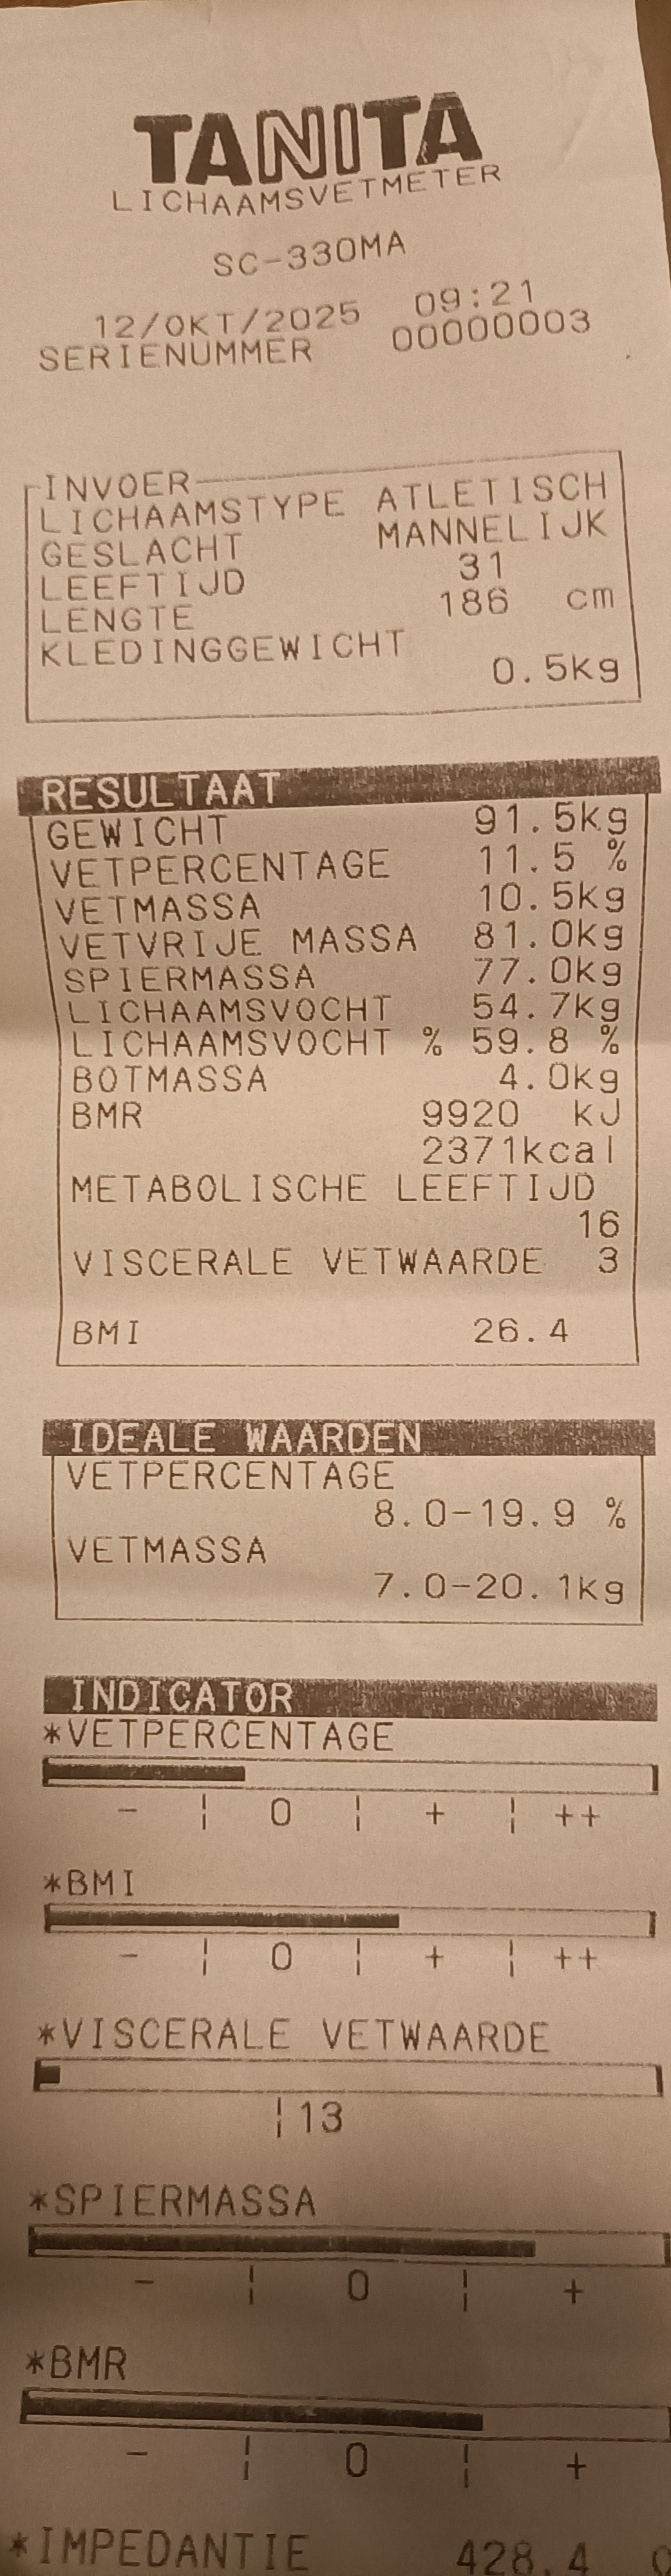 TANITA
LICHAAMSVETMETER
SC-330MA
12/OKT/2025 09:21
SERIENUMMER 00000003
INVOER
LICHAAMSTYPE ATLETISCH
GESLACHT MANNELIJK
LEEFTIJD 31
LENGTE 186 cm
KLEDINGGEWICHT
0.5kg
RESULTAAT
GEWICHT 91.5kg
VETPERCENTAGE 11.5 %
VETMASSA 10.5kg
VETVRIJE MASSA 81.0kg
SPIERMASSA 77.0kg
LICHAAMSVOCHT 54.7kg
LICHAAMSVOCHT % 59.8 %
BOTMASSA 4.0kg
BMR 9920 kJ
2371kcal
METABOLISCHE LEEFTIJD
16
VISCERALE VETWAARDE 3
BMI 26.4
IDEALE WAARDEN
VETPERCENTAGE
8.0-19.9 %
VETMASSA
7.0-20.1kg
INDICATOR
*VETPERCENTAGE
- ¦ 0 ¦ + ¦ ++
*BMI
- ¦ 0 ¦ + ¦ ++
*VISCERALE VETWAARDE
¦13
*SPIERMASSA
- ¦ 0 ¦ +
*BMR
- ¦ 0 ¦ +
*IMPEDANTIE 428.4